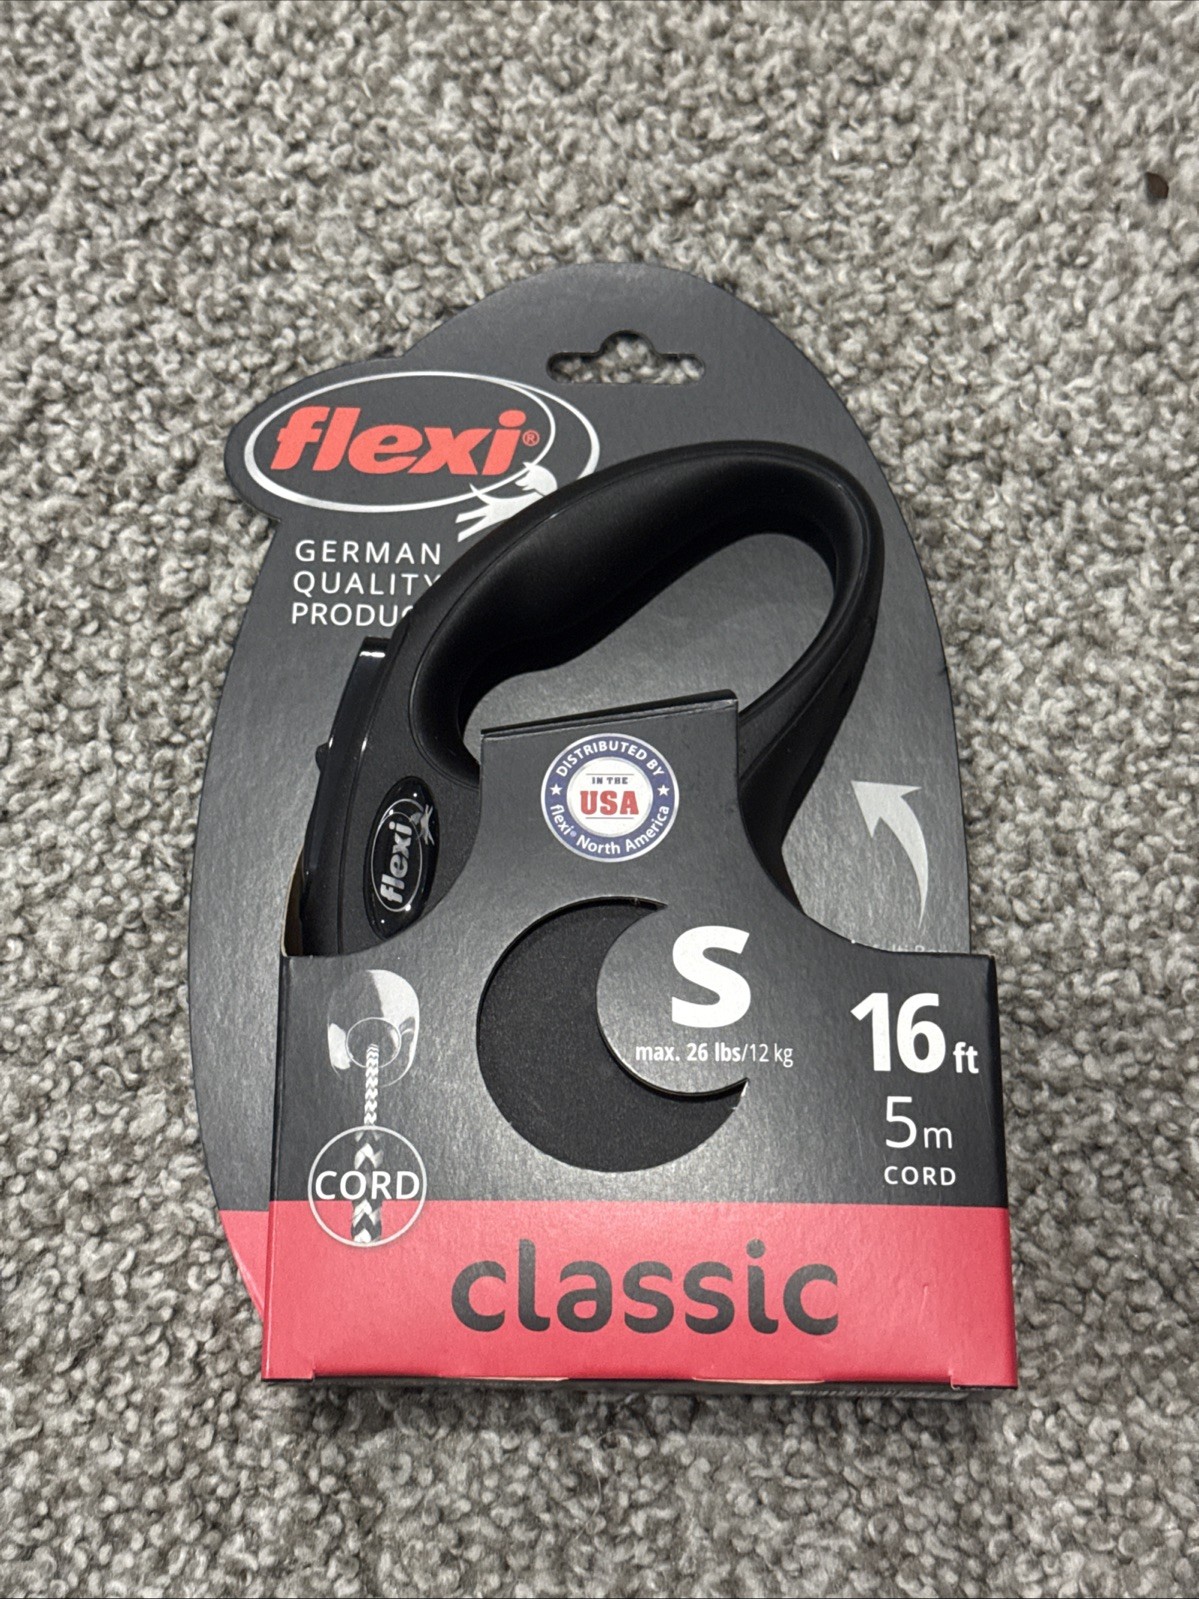 flexi®
GERMAN
QUALITY
PRODUC
DISTRIBUTED BY
IN THE
USA
flexi® North America
flexi
S
max. 26 lbs/12 kg
16 ft
5m
CORD
CORD
classic